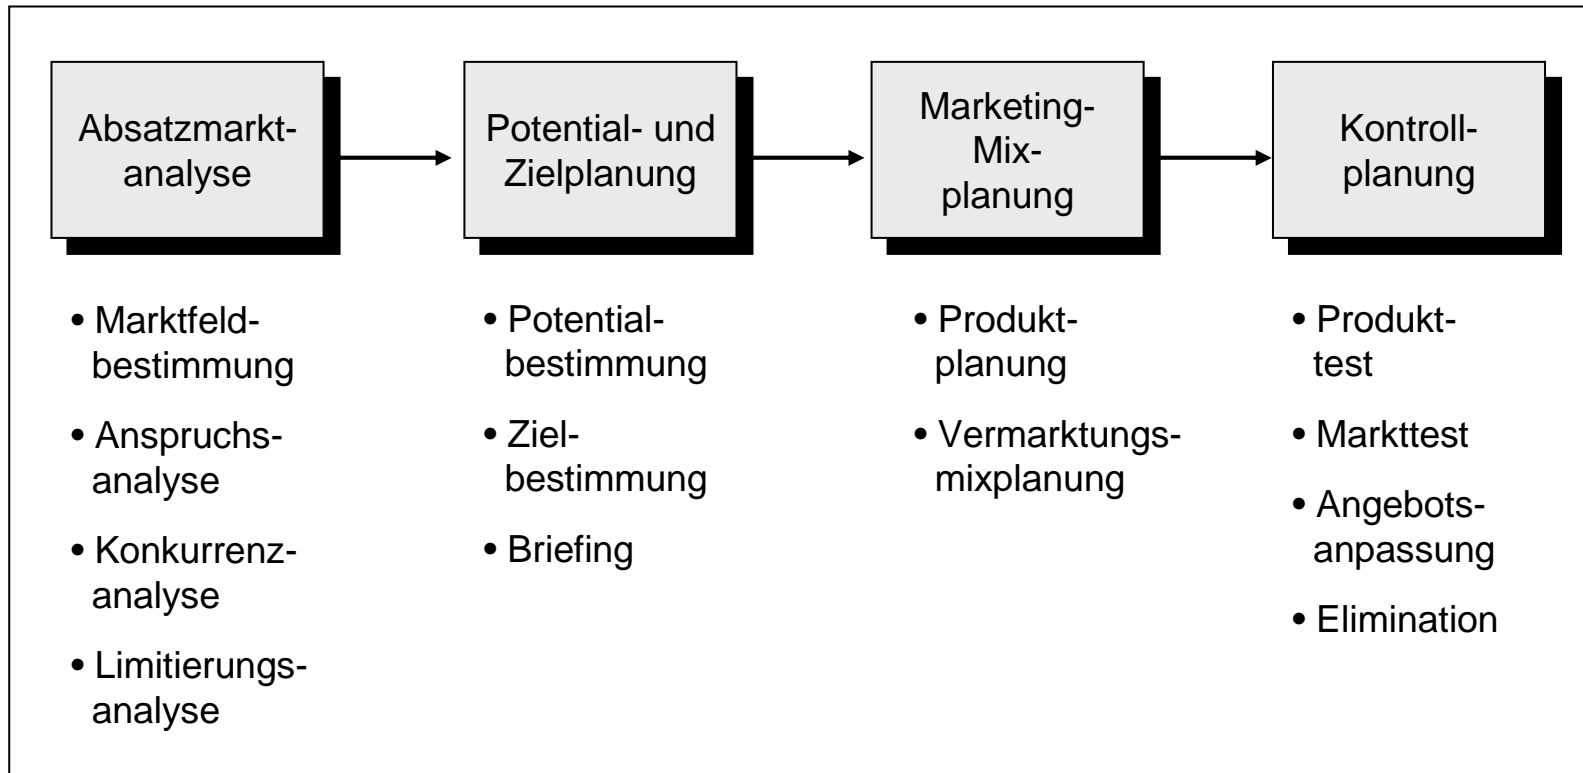 Absatzmarkt-
analyse
Potential- und
Zielplanung
Marketing-
Mix-
planung
Kontroll-
planung
• Marktfeld-
bestimmung
• Anspruchs-
analyse
• Konkurrenz-
analyse
• Limitierungs-
analyse
• Potential-
bestimmung
• Ziel-
bestimmung
• Briefing
• Produkt-
planung
• Vermarktungs-
mixplanung
• Produkt-
test
• Markttest
• Angebots-
anpassung
• Elimination